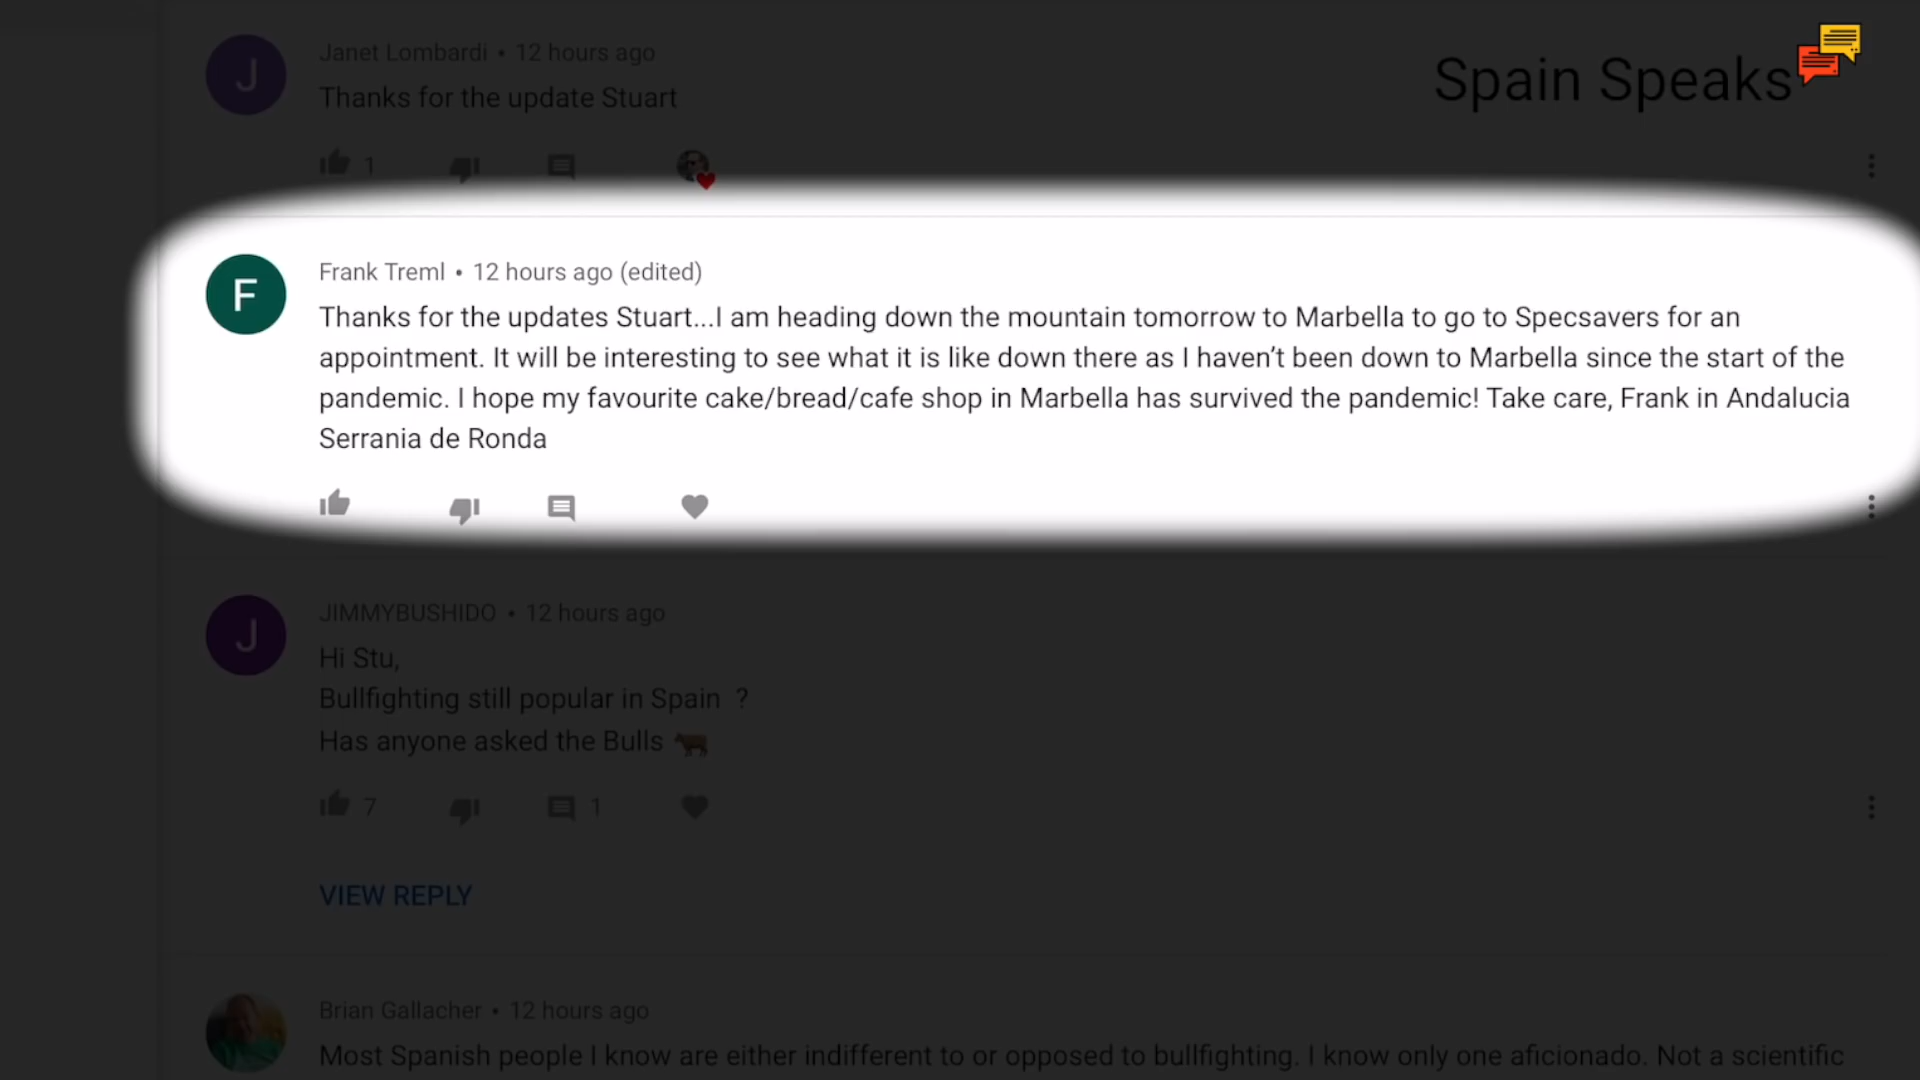 Janet Lombardi • 12 hours ago
Spain Speaks
Thanks for the update Stuart
1
F
Frank Treml • 12 hours ago (edited)
Thanks for the updates Stuart...I am heading down the mountain tomorrow to Marbella to go to Specsavers for an
appointment. It will be interesting to see what it is like down there as I haven’t been down to Marbella since the start of the
pandemic. I hope my favourite cake/bread/cafe shop in Marbella has survived the pandemic! Take care, Frank in Andalucia
Serrania de Ronda
J
JIMMYBUSHIDO • 12 hours ago
Hi Stu,
Bullfighting still popular in Spain ?
Has anyone asked the Bulls
7 1
VIEW REPLY
Brian Gallacher • 12 hours ago
Most Spanish people I know are either indifferent to or opposed to bullfighting. I know only one aficionado. Not a scientific